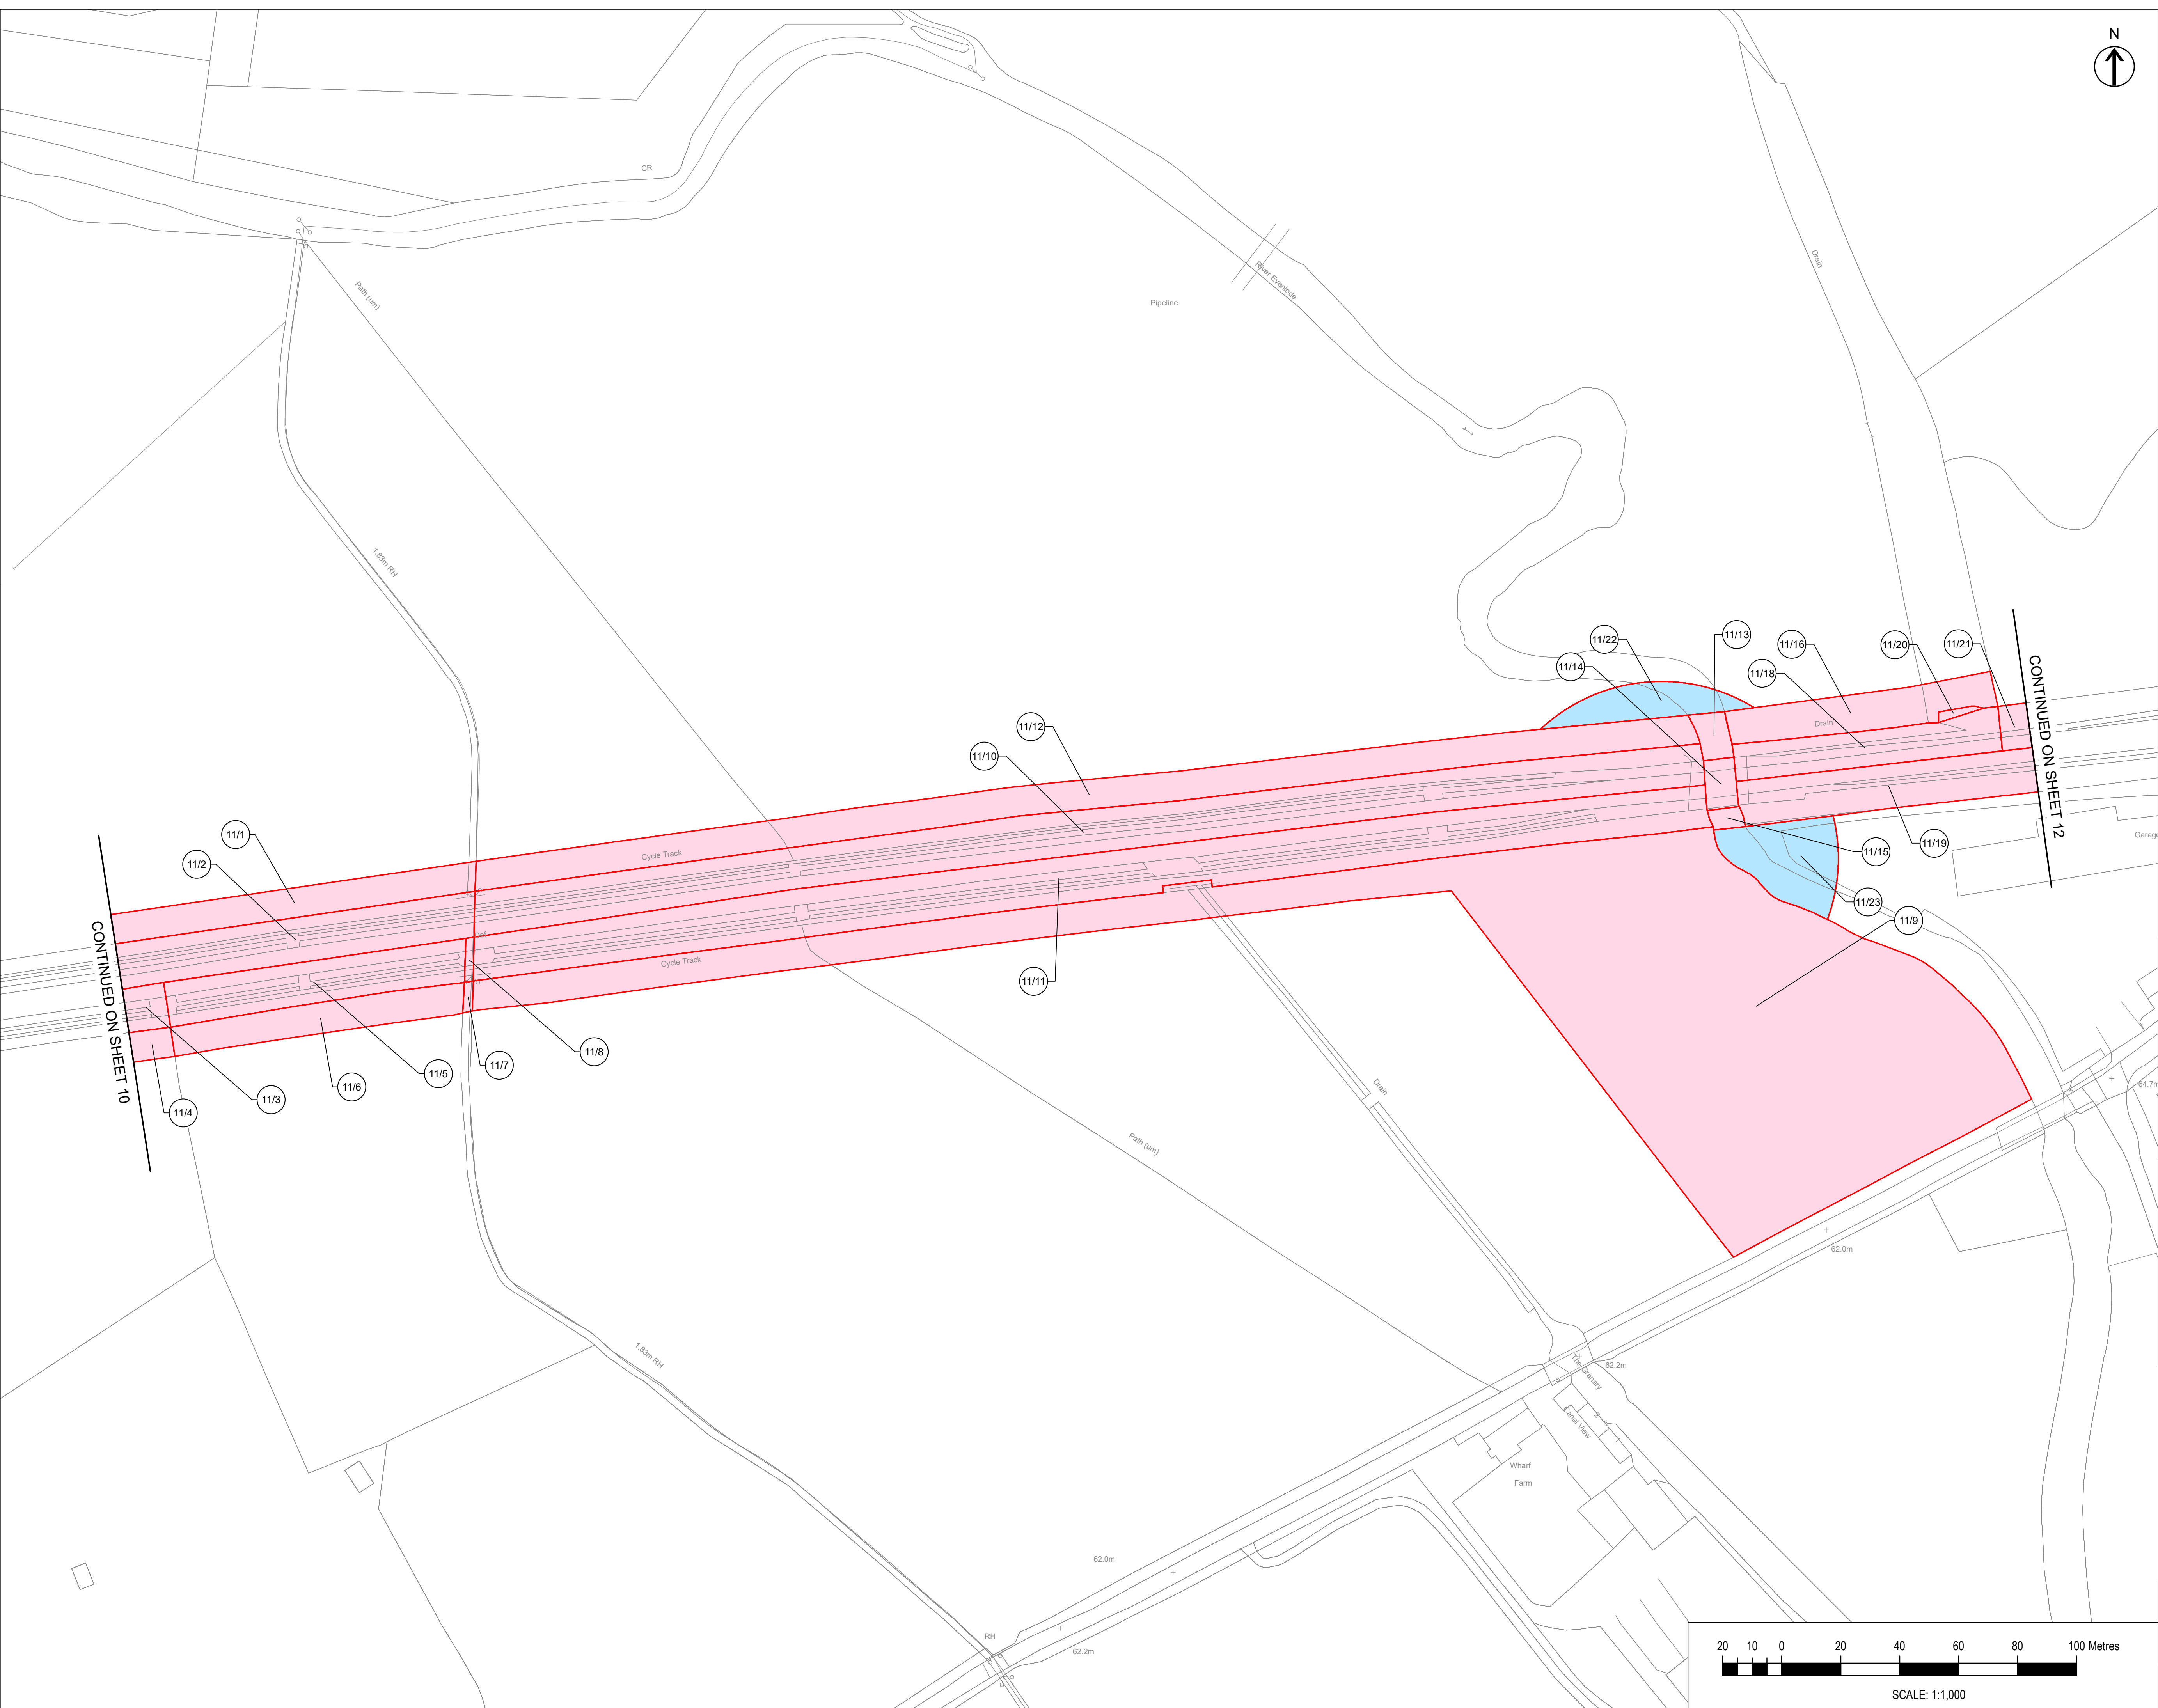 N
CR
Path (um)
River Evenlode
Pipeline
Drain
1.83m RH
11/22
11/13
11/16
11/20
11/21
11/14
11/18
CONTINUED ON SHEET 12
11/12
11/10
Drain
11/1
11/2
Cycle Track
Garage
11/19
11/15
11/23
11/9
Def
Cycle Track
11/11
CONTINUED ON SHEET 10
11/8
11/7
11/5
11/6
11/3
11/4
Drain
64.7m
Path (um)
62.0m
1.83m RH
The Granary
62.2m
2
Canal View
1
Wharf
Farm
62.0m
RH
62.2m
20 10 0 20 40 60 80 100 Metres
SCALE: 1:1,000